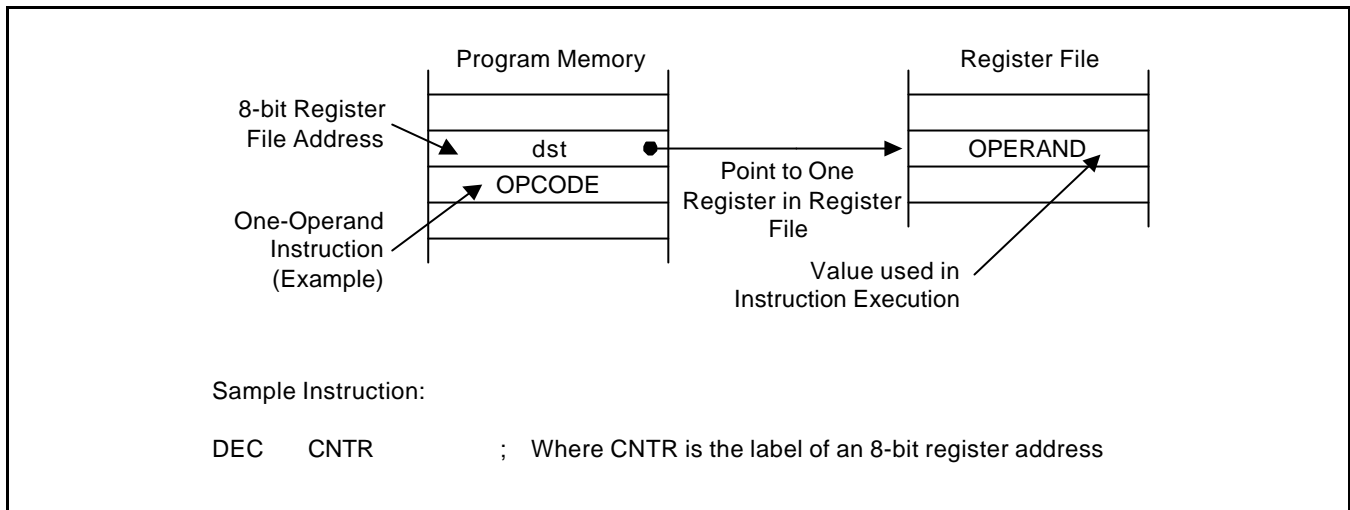 Program Memory
Register File
8-bit Register
File Address
dst
OPERAND
OPCODE
Point to One
Register in Register
File
One-Operand
Instruction
(Example)
Value used in
Instruction Execution
Sample Instruction:
DEC CNTR ; Where CNTR is the label of an 8-bit register address